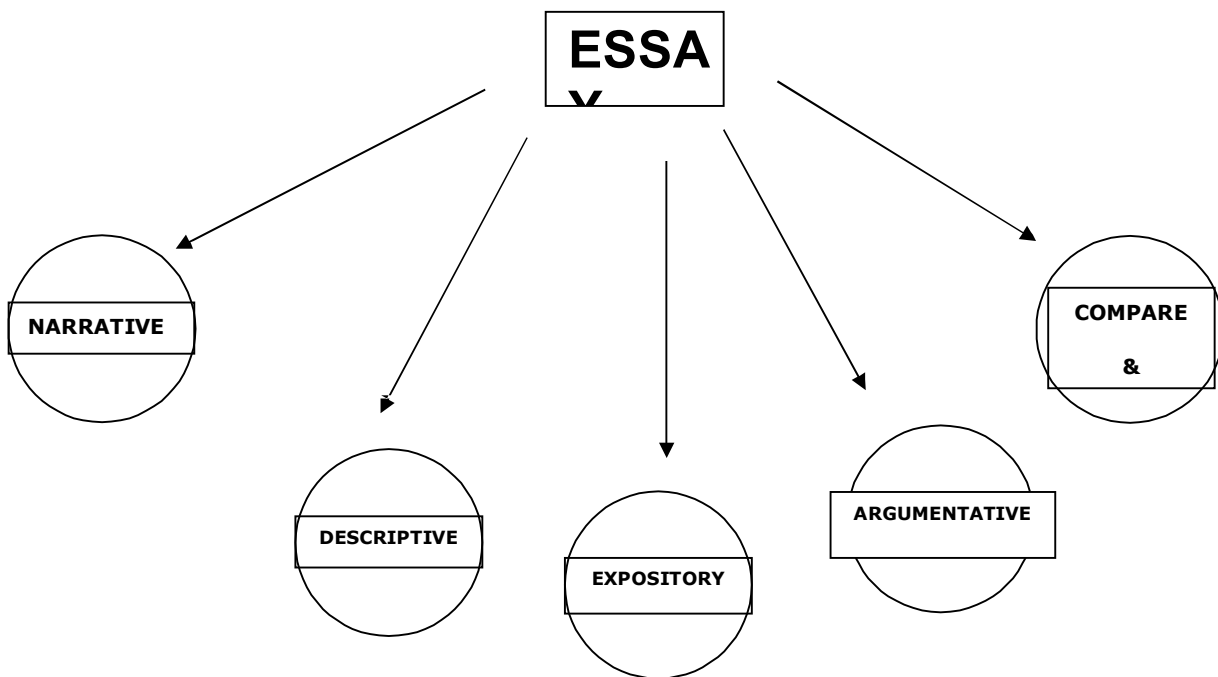 ESSA
Y
NARRATIVE
COMPARE
&
DESCRIPTIVE
EXPOSITORY
ARGUMENTATIVE